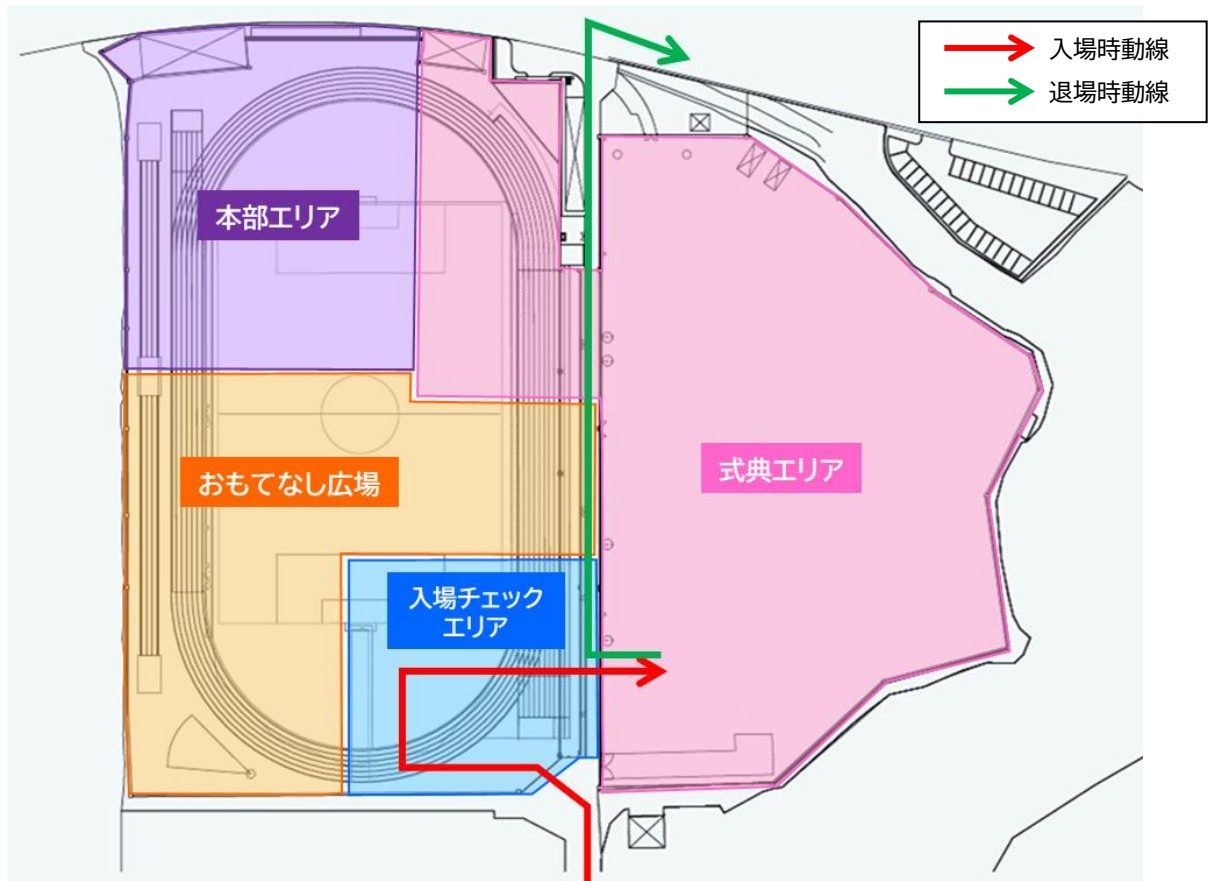 入場時動線
退場時動線
本部エリア
おもてなし広場
式典エリア
入場チェック
エリア